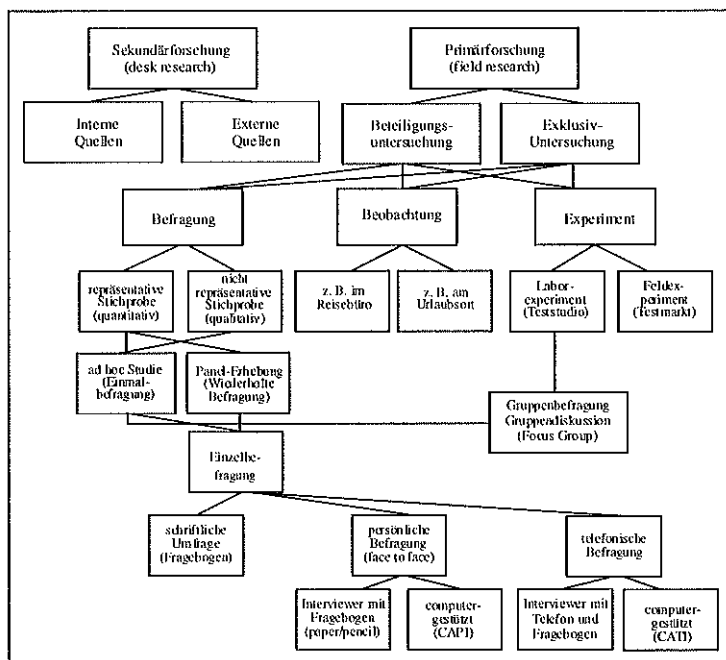 Sekundärforschung
(desk research)
Primärforschung
(field research)
Interne
Quellen
Externe
Quellen
Beteiligungs-
untersuchung
Exklusiv-
Untersuchung
Befragung
Beobachtung
Experiment
repräsentative
Stichprobe
(quantitativ)
nicht
repräsentative
Stichprobe
(qualitativ)
z. B. im
Reisebüro
z. B. am
Urlaubsort
Labor-
experiment
(Teststudio)
Feldex-
periment
(Testmarkt)
ad hoc Studie
(Einmal-
befragung)
Panel-Erhebung
(Wiederholte
Befragung)
Gruppenbefragung
Gruppendiskussion
(Focus Group)
Einzelbe-
fragung
schriftliche
Umfrage
(Fragebogen)
persönliche
Befragung
(face to face)
telefonische
Befragung
Interviewer mit
Fragebogen
(paper/pencil)
computer-
gestützt
(CAPI)
Interviewer mit
Telefon und
Fragebogen
computer-
gestützt
(CATI)